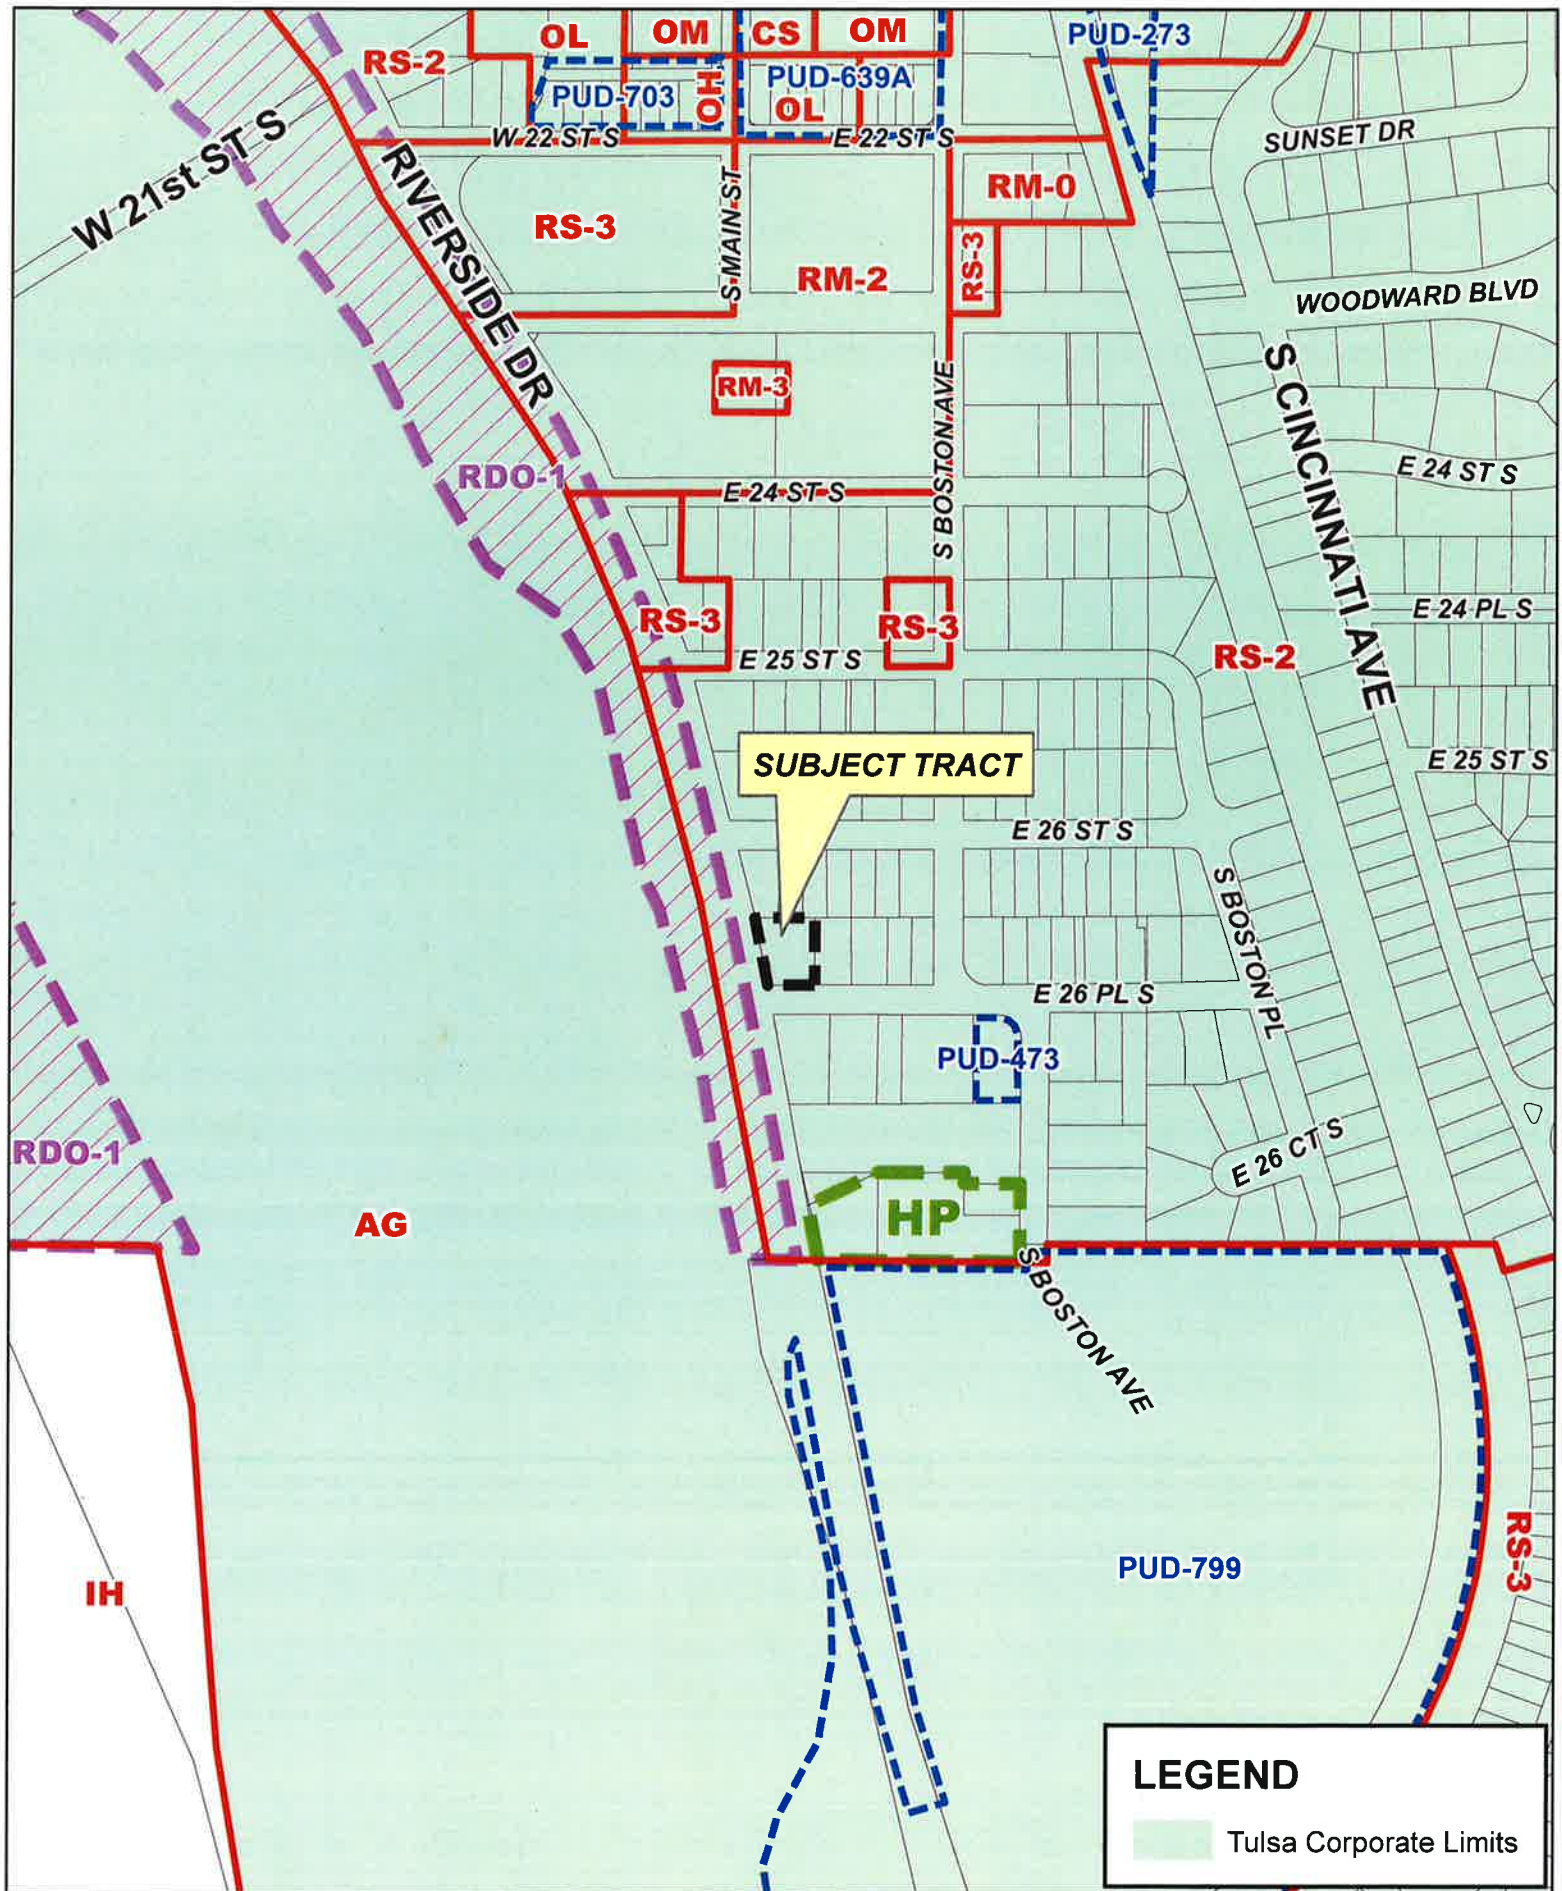 OL
OM
CS
OM
PUD-273
RS-2
PUD-703
OH
PUD-639A
OL
W 22 ST S
E 22 ST S
SUNSET DR
W 21st ST S
RIVERSIDE DR
RS-3
S MAIN ST
RM-2
RM-0
RS-3
WOODWARD BLVD
RM-3
S BOSTON AVE
S CINCINNATI AVE
RDO-1
E 24 ST S
E 24 ST S
RS-3
RS-3
E 24 PL S
E 25 ST S
RS-2
SUBJECT TRACT
E 25 ST S
E 26 ST S
S BOSTON PL
E 26 PL S
PUD-473
RDO-1
E 26 CT S
AG
HP
S BOSTON AVE
PUD-799
RS-3
IH
LEGEND
Tulsa Corporate Limits